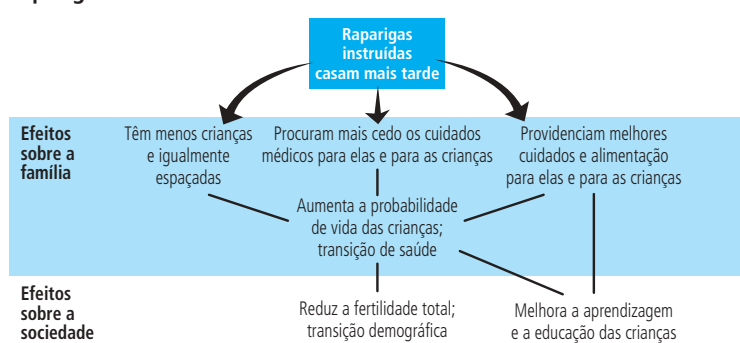 Raparigas
instruídas
casam mais tarde
Efeitos
sobre a
família
Têm menos crianças
e igualmente
espaçadas
Procuram mais cedo os cuidados
médicos para elas e para as crianças
Providenciam melhores
cuidados e alimentação
para elas e para as crianças
Aumenta a probabilidade
de vida das crianças;
transição de saúde
Efeitos
sobre a
sociedade
Reduz a fertilidade total;
transição demográfica
Melhora a aprendizagem
e a educação das crianças